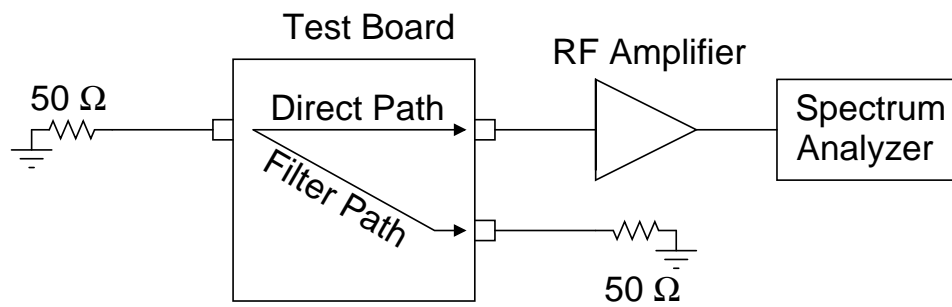 Test Board
RF Amplifier
50 Ω
Direct Path
Filter Path
Spectrum
Analyzer
50 Ω